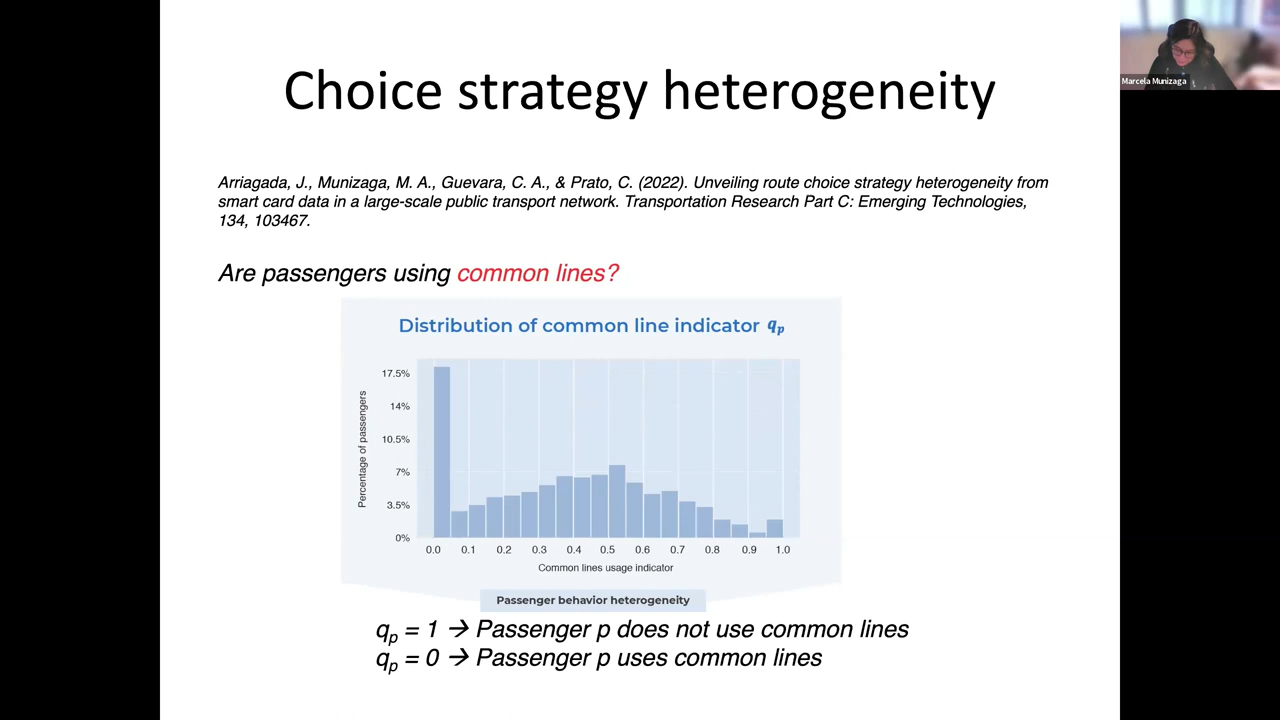 Choice strategy heterogeneity
Marcela Munizaga
Arriagada, J., Munizaga, M. A., Guevara, C. A., & Prato, C. (2022). Unveiling route choice strategy heterogeneity from
smart card data in a large-scale public transport network. Transportation Research Part C: Emerging Technologies,
134, 103467.
Are passengers using common lines?
Distribution of common line indicator qp
Percentage of passengers
17.5%
14%
10.5%
7%
3.5%
0%
0.0 0.1 0.2 0.3 0.4 0.5 0.6 0.7 0.8 0.9 1.0
Common lines usage indicator
Passenger behavior heterogeneity
qp = 1 → Passenger p does not use common lines
qp = 0 → Passenger p uses common lines